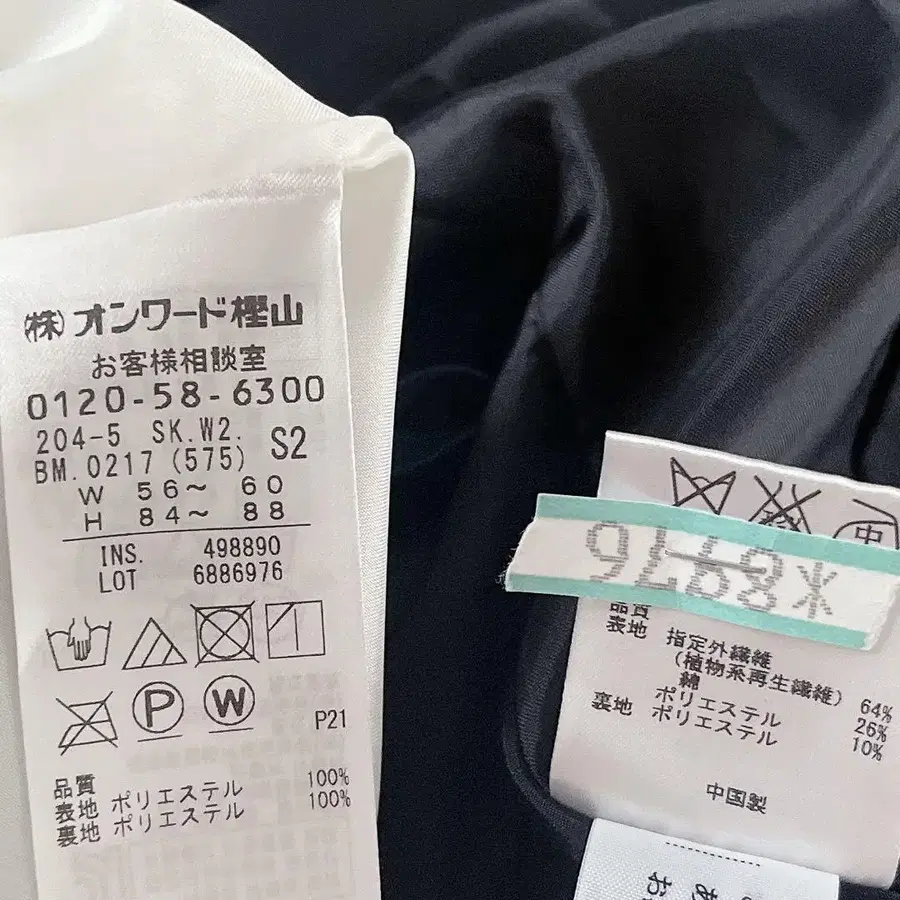 (株)オンワード樫山
お客様相談室
0120-58-6300
204-5 SK.W2.
BM.0217 (575) S2
W 56〜 60
H 84〜 88
INS. 498890
LOT 6886976
P
W
P21
品質
表地 ポリエステル 100%
裏地 ポリエステル 100%
中
品質
表地 指定外繊維
(植物系再生繊維) 64%
綿 26%
ポリエステル 10%
裏地 ポリエステル
中国製
あ
お